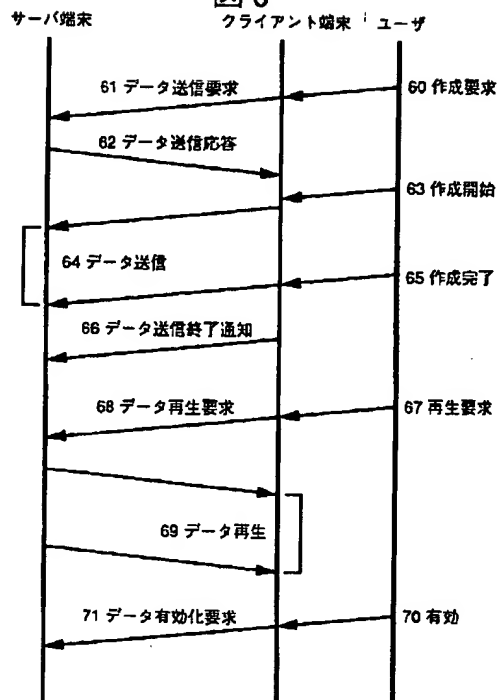 サーバ端末 クライアント端末 ユーザ
61 データ送信要求 60 作成要求
62 データ送信応答
63 作成開始
64 データ送信
65 作成完了
66 データ送信終了通知
68 データ再生要求 67 再生要求
69 データ再生
71 データ有効化要求 70 有効